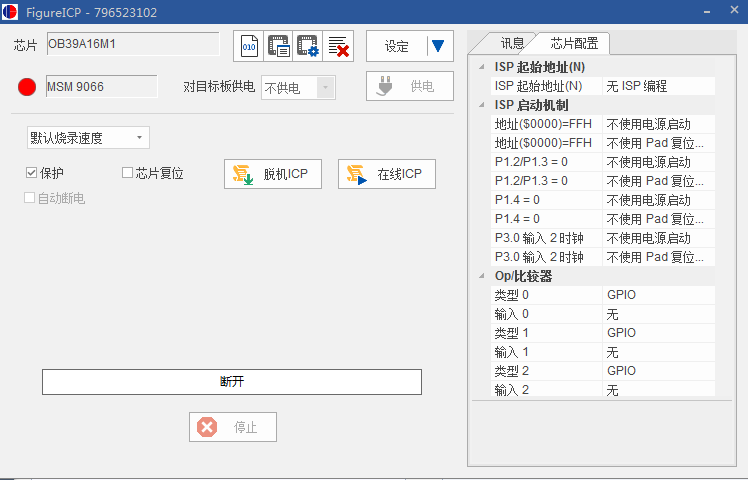 FigureICP - 796523102
芯片
OB39A16M1
010
设定
MSM 9066
对目标板供电
不供电
供电
默认烧录速度
保护
芯片复位
脱机ICP
在线ICP
自动断电
断开
停止
讯息
芯片配置
ISP 起始地址(N)
ISP 起始地址(N) 无 ISP 编程
ISP 启动机制
地址($0000)=FFH 不使用电源启动
地址($0000)=FFH 不使用 Pad 复位...
P1.2/P1.3 = 0 不使用电源启动
P1.2/P1.3 = 0 不使用 Pad 复位...
P1.4 = 0 不使用电源启动
P1.4 = 0 不使用 Pad 复位...
P3.0 输入 2 时钟 不使用电源启动
P3.0 输入 2 时钟 不使用 Pad 复位...
Op/比较器
类型 0 GPIO
输入 0 无
类型 1 GPIO
输入 1 无
类型 2 GPIO
输入 2 无